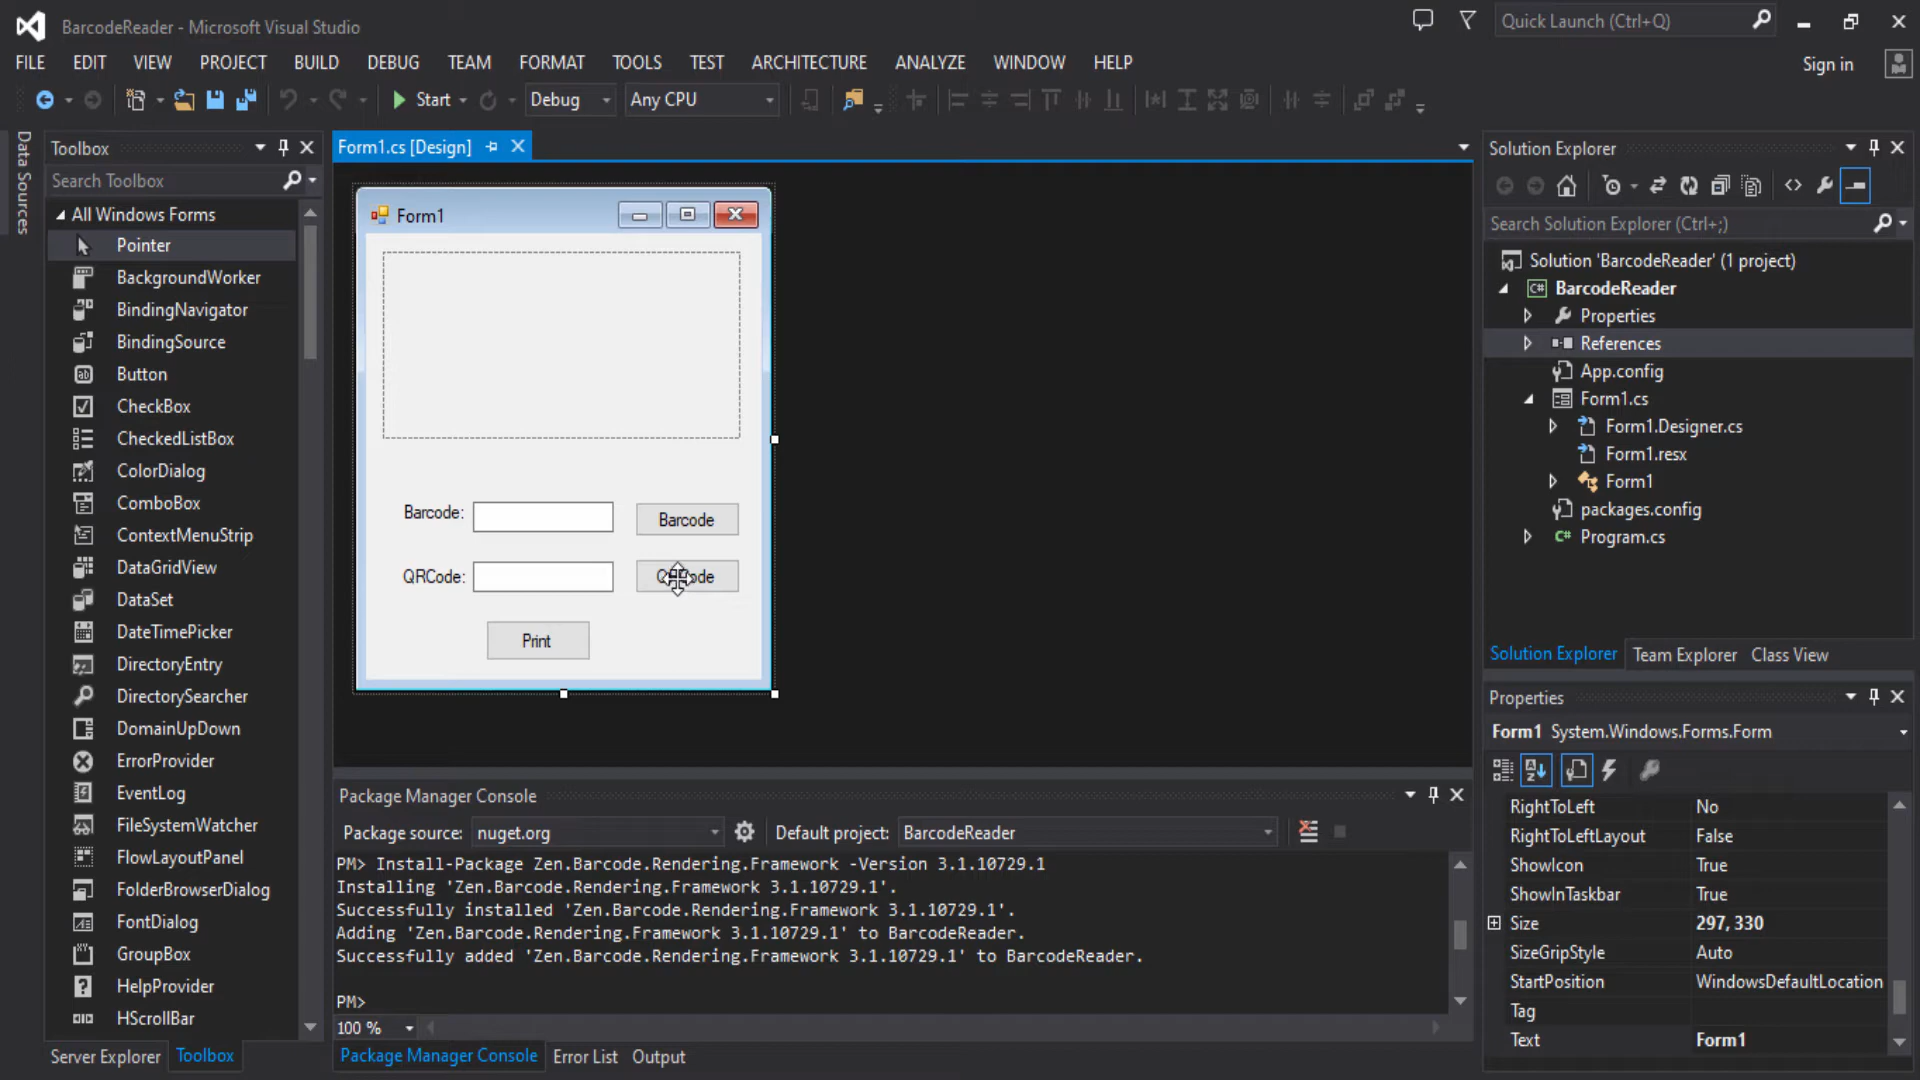 BarcodeReader - Microsoft Visual Studio
Quick Launch (Ctrl+Q)
FILE EDIT VIEW PROJECT BUILD DEBUG TEAM FORMAT TOOLS TEST ARCHITECTURE ANALYZE WINDOW HELP
Sign in
Start Debug Any CPU
Data Sources
Toolbox
Search Toolbox
All Windows Forms
Pointer
BackgroundWorker
BindingNavigator
BindingSource
Button
CheckBox
CheckedListBox
ColorDialog
ComboBox
ContextMenuStrip
DataGridView
DataSet
DateTimePicker
DirectoryEntry
DirectorySearcher
DomainUpDown
ErrorProvider
EventLog
FileSystemWatcher
FlowLayoutPanel
FolderBrowserDialog
FontDialog
GroupBox
HelpProvider
HScrollBar
Server Explorer Toolbox
Form1.cs [Design]
Form1
Barcode: Barcode
QRCode:
Print
Package Manager Console
Package source: nuget.org Default project: BarcodeReader
PM> Install-Package Zen.Barcode.Rendering.Framework -Version 3.1.10729.1
Installing 'Zen.Barcode.Rendering.Framework 3.1.10729.1'.
Successfully installed 'Zen.Barcode.Rendering.Framework 3.1.10729.1'.
Adding 'Zen.Barcode.Rendering.Framework 3.1.10729.1' to BarcodeReader.
Successfully added 'Zen.Barcode.Rendering.Framework 3.1.10729.1' to BarcodeReader.
PM>
100 %
Package Manager Console Error List Output
Solution Explorer
Search Solution Explorer (Ctrl+;)
Solution 'BarcodeReader' (1 project)
C# BarcodeReader
Properties
References
App.config
Form1.cs
Form1.Designer.cs
Form1.resx
Form1
packages.config
C# Program.cs
Solution Explorer Team Explorer Class View
Properties
Form1 System.Windows.Forms.Form
RightToLeft No
RightToLeftLayout False
ShowIcon True
ShowInTaskbar True
Size 297, 330
SizeGripStyle Auto
StartPosition WindowsDefaultLocation
Tag
Text Form1